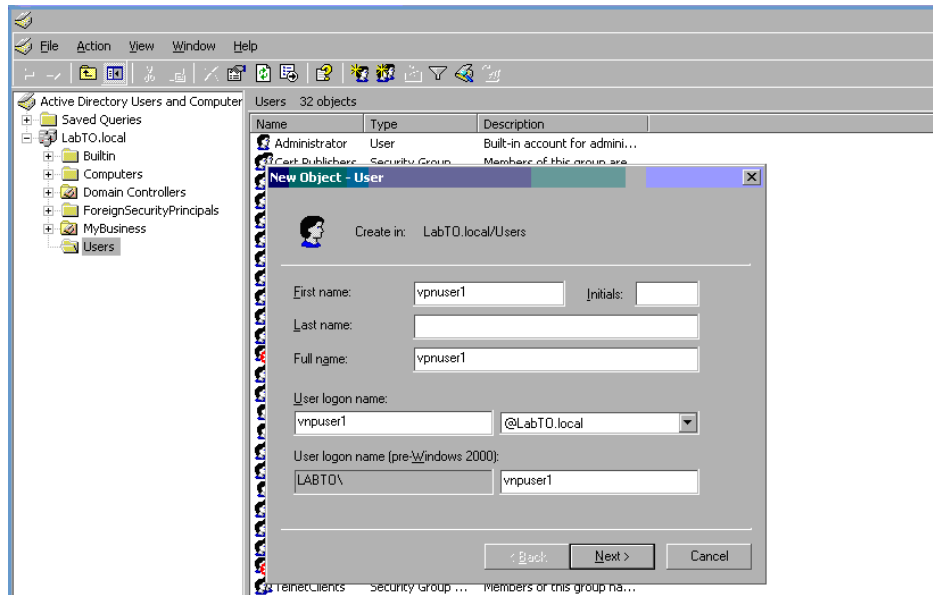 File Action View Window Help
Active Directory Users and Computer
Users 32 objects
Saved Queries
LabTO.local
Builtin
Computers
Domain Controllers
ForeignSecurityPrincipals
MyBusiness
Users
Name Type Description
Administrator User Built-in account for admini...
Cert Publishers Security Group Members of this group are
New Object - User
Create in: LabTO.local/Users
First name: vpnuser1 Initials:
Last name:
Full name: vpnuser1
User logon name:
vnpuser1 @LabTO.local
User logon name (pre-Windows 2000):
LABTO\ vnpuser1
< Back Next > Cancel
TelnetClients Security Group ... Members of this group na...